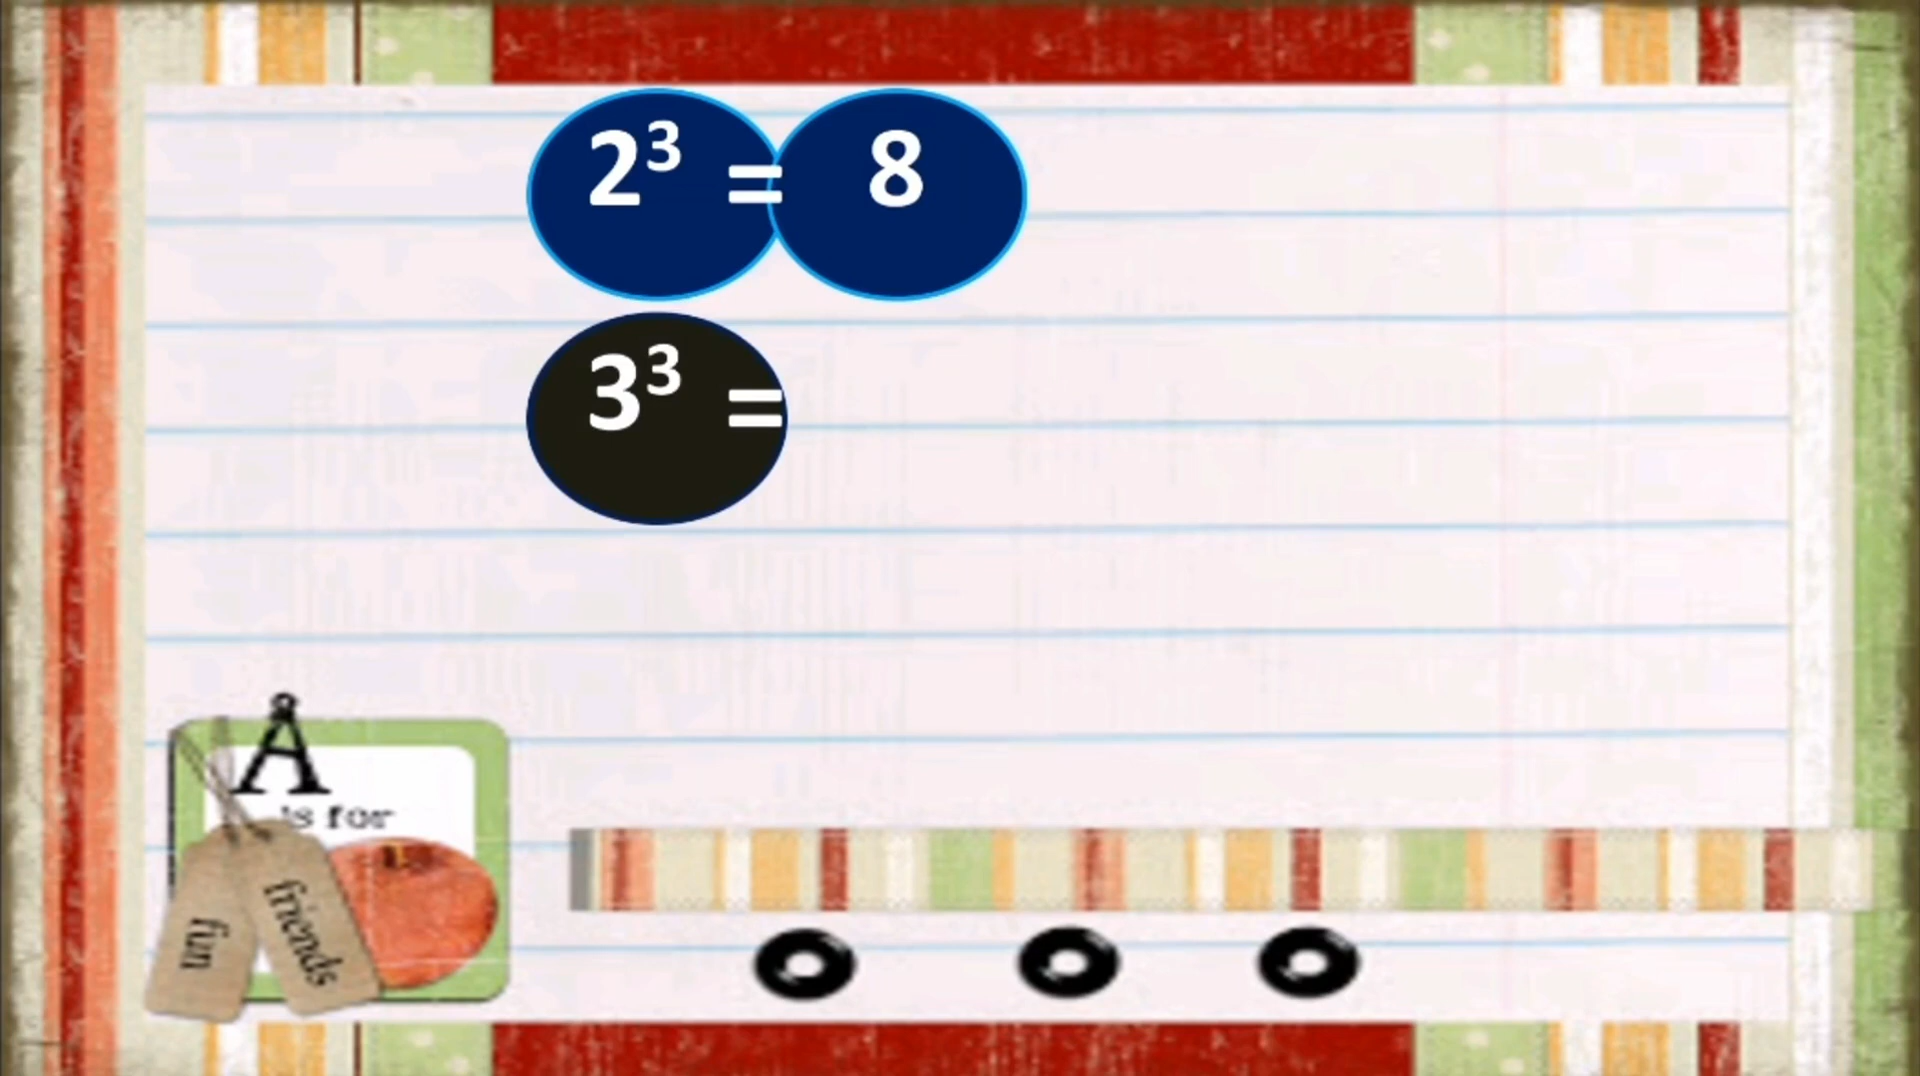 2³ = 8
3³ =
A
is for
friends
fun